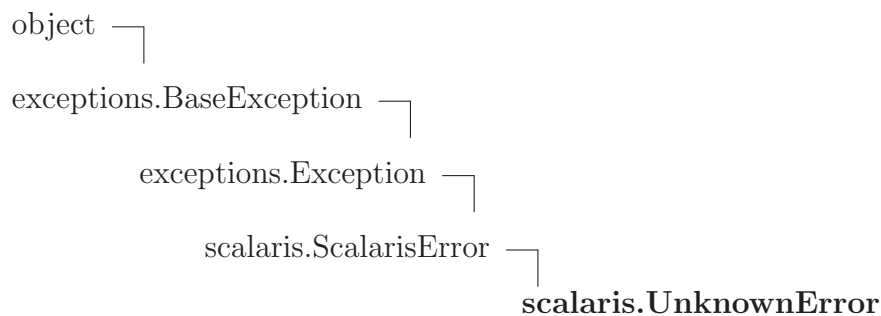 object
exceptions.BaseException
exceptions.Exception
scalaris.ScalarisError
scalaris.UnknownError